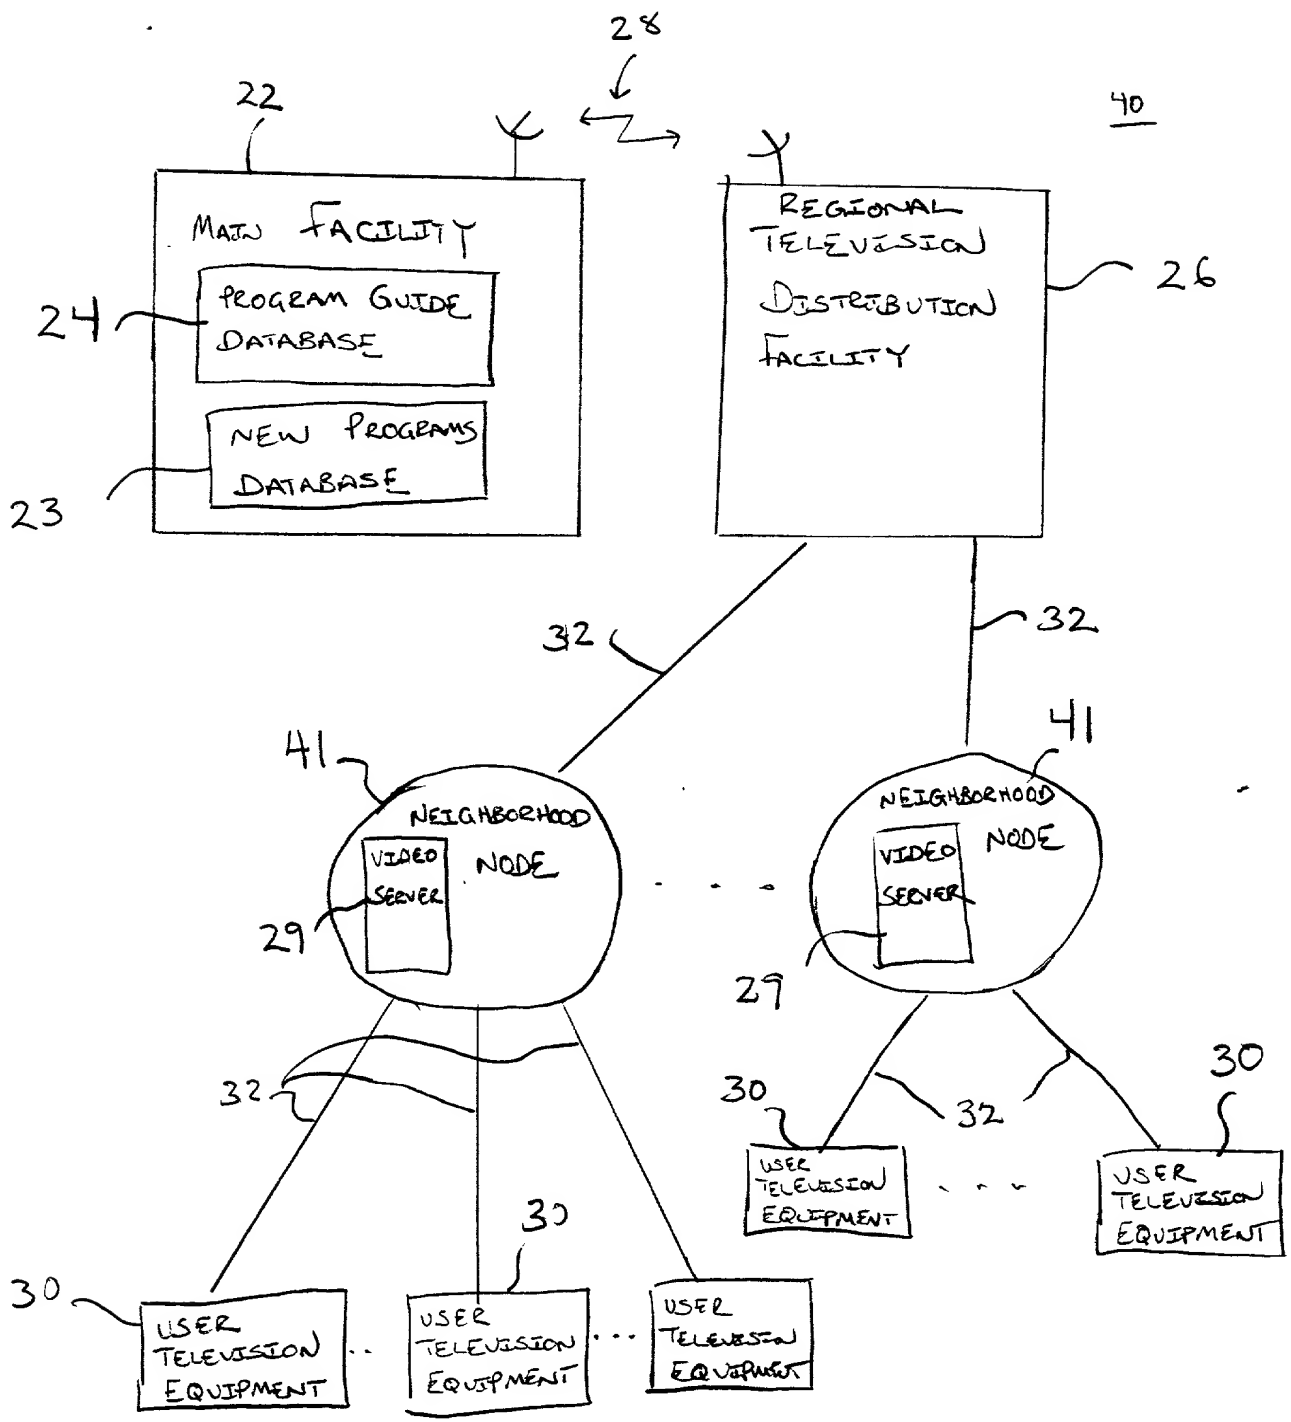 28
22
40
MAIN FACILITY
24
PROGRAM GUIDE
DATABASE
NEW PROGRAMS
DATABASE
23
REGIONAL
TELEVISION
DISTRIBUTION
FACILITY
26
32
32
41
NEIGHBORHOOD
NODE
VIDEO
SERVER
29
41
NEIGHBORHOOD
NODE
VIDEO
SERVER
29
32
32
30
USER
TELEVISION
EQUIPMENT
30
USER
TELEVISION
EQUIPMENT
USER
TELEVISION
EQUIPMENT
30
USER
TELEVISION
EQUIPMENT
30
USER
TELEVISION
EQUIPMENT